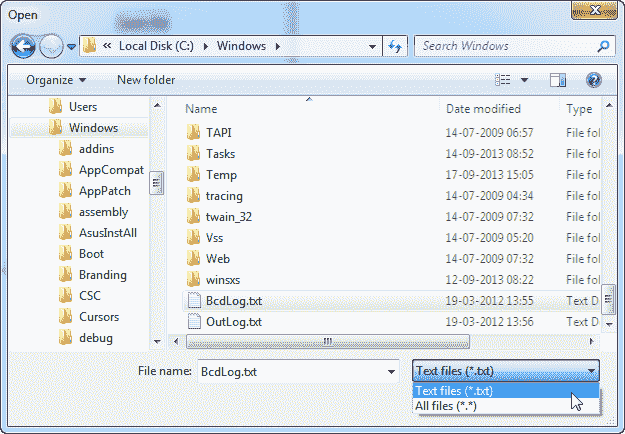 Open
« Local Disk (C:) Windows
Search Windows
Organize New folder
Users
Windows
addins
AppCompat
AppPatch
assembly
AsusInstAll
Boot
Branding
CSC
Cursors
debug
Name Date modified Type
TAPI 14-07-2009 06:57 File fol
Tasks 09-09-2013 08:52 File fol
Temp 17-09-2013 15:05 File fol
tracing 14-07-2009 04:34 File fol
twain_32 14-07-2009 07:32 File fol
Vss 14-07-2009 05:20 File fol
Web 14-07-2009 07:32 File fol
winsxs 12-09-2013 08:22 File fol
BcdLog.txt 19-03-2012 13:55 Text D
OutLog.txt 19-03-2012 13:56 Text D
File name: BcdLog.txt Text files (*.txt)
Text files (*.txt)
All files (*.*)